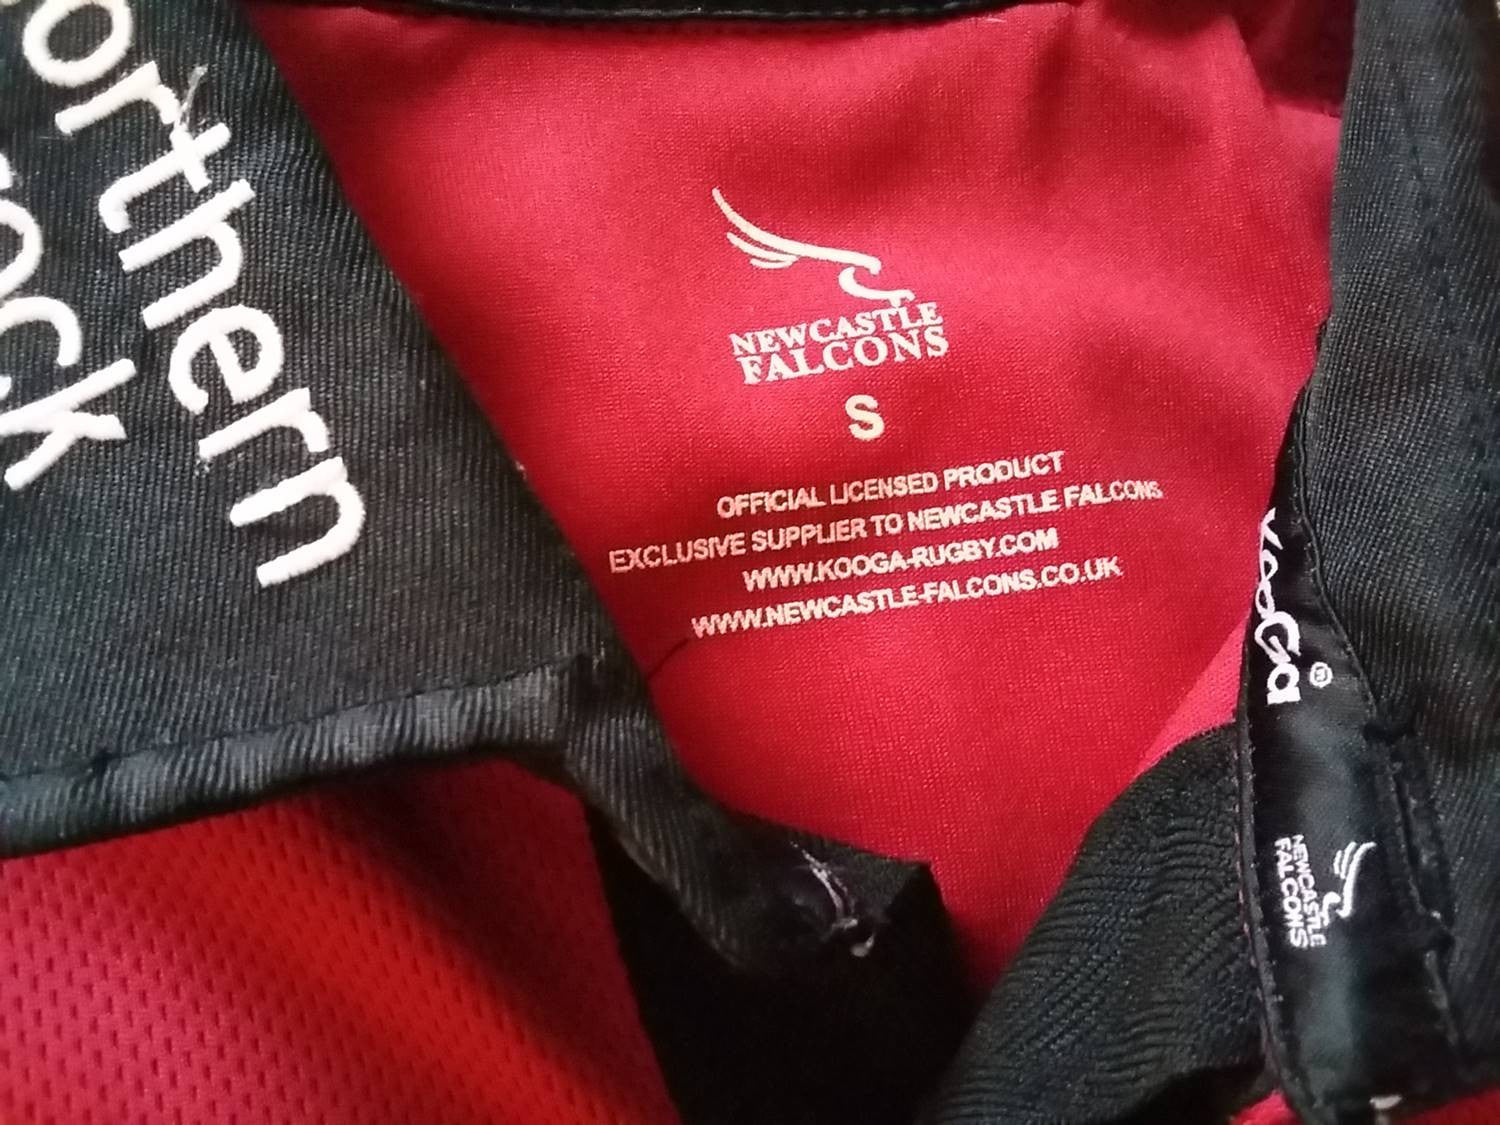 orthern
ock
NEWCASTLE
FALCONS
S
OFFICIAL LICENSED PRODUCT
EXCLUSIVE SUPPLIER TO NEWCASTLE FALCONS
WWW.KOOGA-RUGBY.COM
WWW.NEWCASTLE-FALCONS.CO.UK
KooGa®
NEWCASTLE
FALCONS